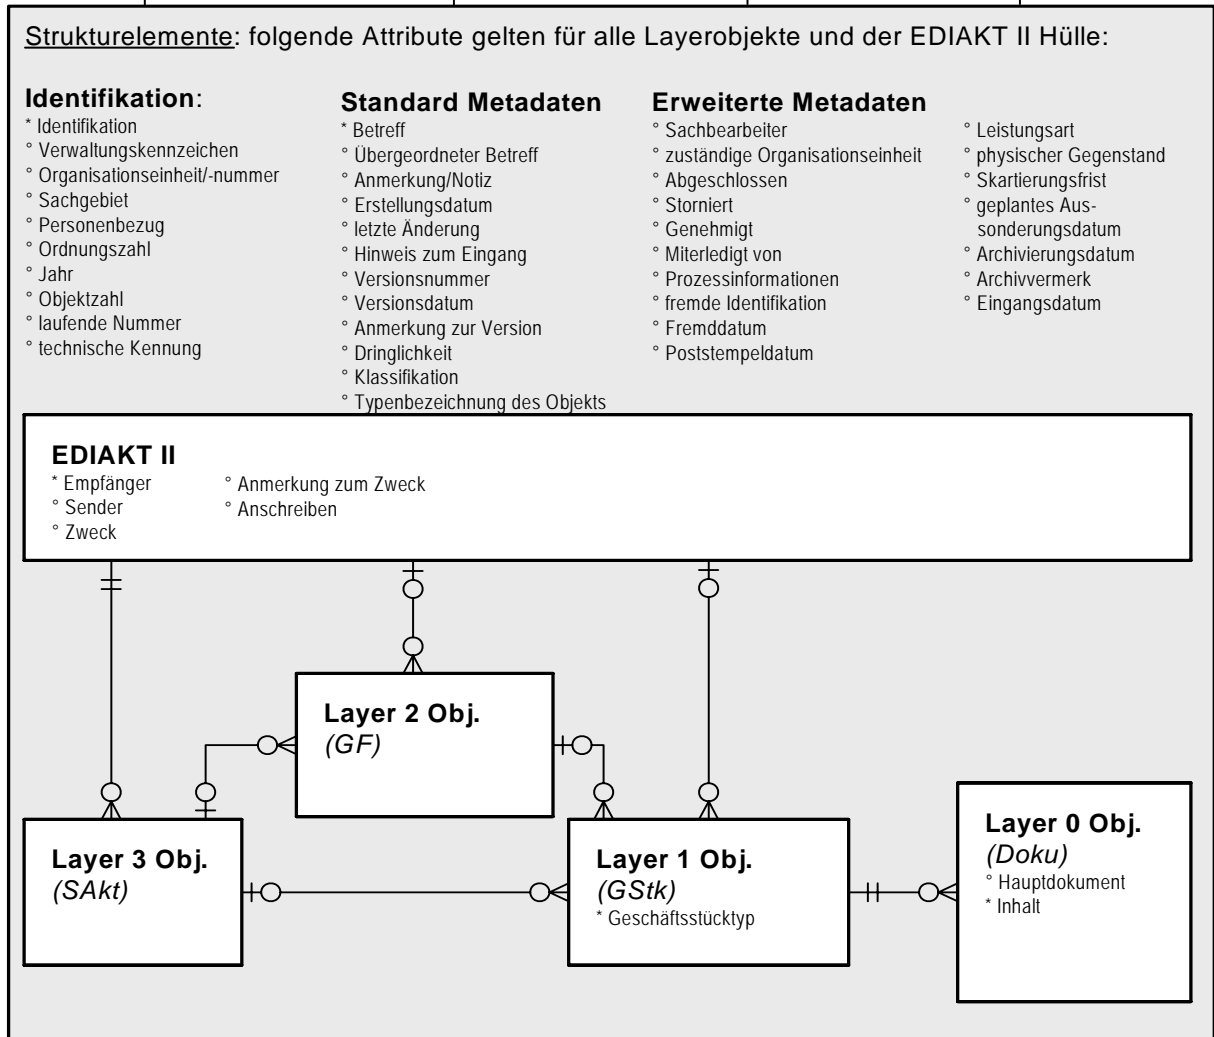 Strukturelemente: folgende Attribute gelten für alle Layerobjekte und der EDIAKT II Hülle:
Identifikation:
* Identifikation
° Verwaltungskennzeichen
° Organisationseinheit/-nummer
° Sachgebiet
° Personenbezug
° Ordnungszahl
° Jahr
° Objektzahl
° laufende Nummer
° technische Kennung
Standard Metadaten
* Betreff
° Übergeordneter Betreff
° Anmerkung/Notiz
° Erstellungsdatum
° letzte Änderung
° Hinweis zum Eingang
° Versionsnummer
° Versionsdatum
° Anmerkung zur Version
° Dringlichkeit
° Klassifikation
° Typenbezeichnung des Objekts
Erweiterte Metadaten
° Sachbearbeiter
° zuständige Organisationseinheit
° Abgeschlossen
° Storniert
° Genehmigt
° Miterledigt von
° Prozessinformationen
° fremde Identifikation
° Fremddatum
° Poststempeldatum
° Leistungsart
° physischer Gegenstand
° Skartierungsfrist
° geplantes Aus-
sonderungsdatum
° Archivierungsdatum
° Archivvermerk
° Eingangsdatum
EDIAKT II
* Empfänger
° Sender
° Zweck
° Anmerkung zum Zweck
° Anschreiben
Layer 2 Obj.
(GF)
Layer 3 Obj.
(SAkt)
Layer 1 Obj.
(GStk)
* Geschäftsstücktyp
Layer 0 Obj.
(Doku)
° Hauptdokument
* Inhalt